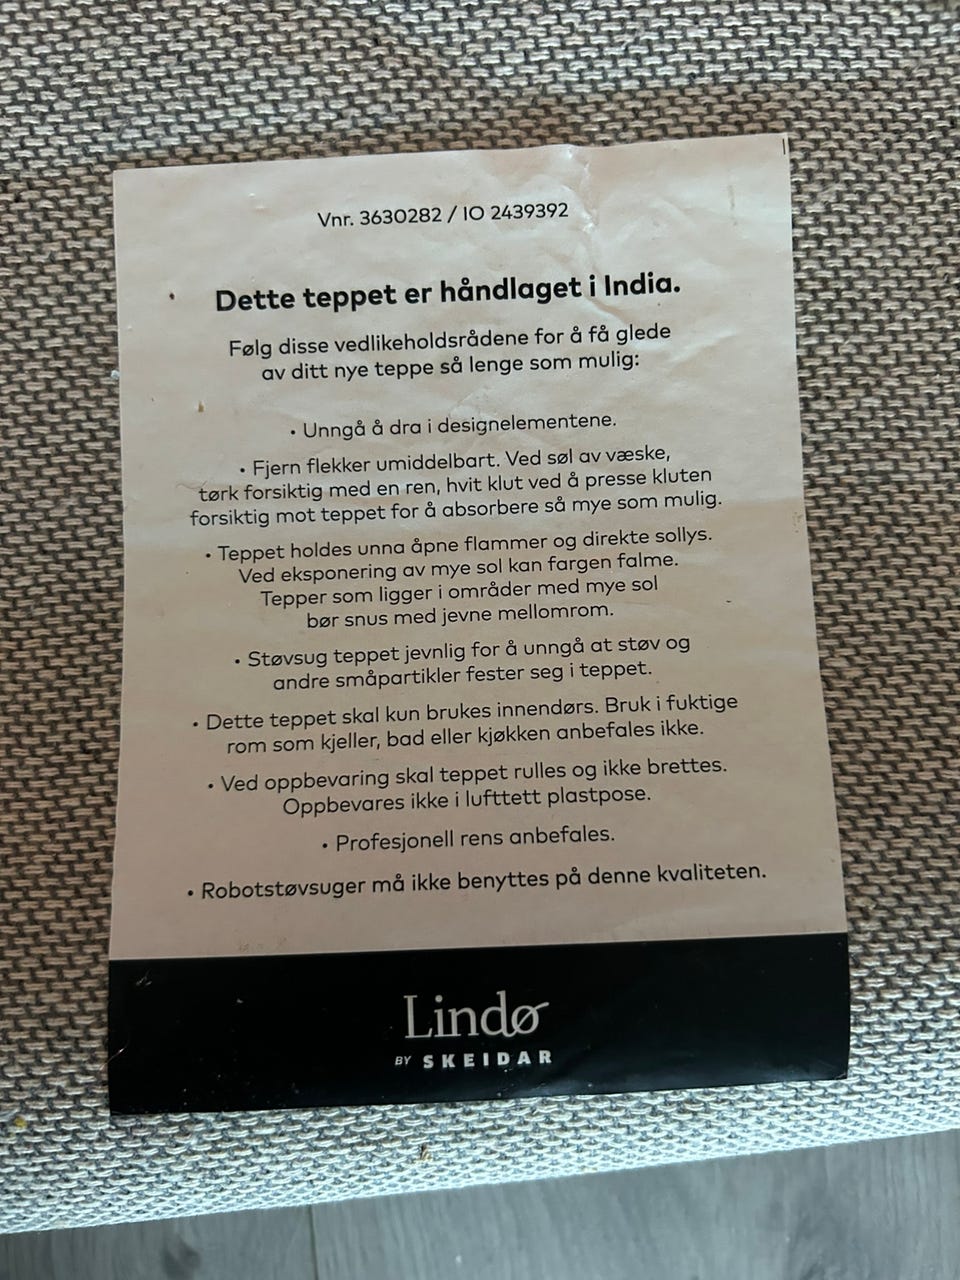 Vnr. 3630282 / IO 2439392
Dette teppet er håndlaget i India.
Følg disse vedlikeholdsrådene for å få glede
av ditt nye teppe så lenge som mulig:
• Unngå å dra i designelementene.
• Fjern flekker umiddelbart. Ved søl av væske,
tørk forsiktig med en ren, hvit klut ved å presse kluten
forsiktig mot teppet for å absorbere så mye som mulig.
• Teppet holdes unna åpne flammer og direkte sollys.
Ved eksponering av mye sol kan fargen falme.
Tepper som ligger i områder med mye sol
bør snus med jevne mellomrom.
• Støvsug teppet jevnlig for å unngå at støv og
andre småpartikler fester seg i teppet.
• Dette teppet skal kun brukes innendørs. Bruk i fuktige
rom som kjeller, bad eller kjøkken anbefales ikke.
• Ved oppbevaring skal teppet rulles og ikke brettes.
Oppbevares ikke i lufttett plastpose.
• Profesjonell rens anbefales.
• Robotstøvsuger må ikke benyttes på denne kvaliteten.
Lindø
BY SKEIDAR